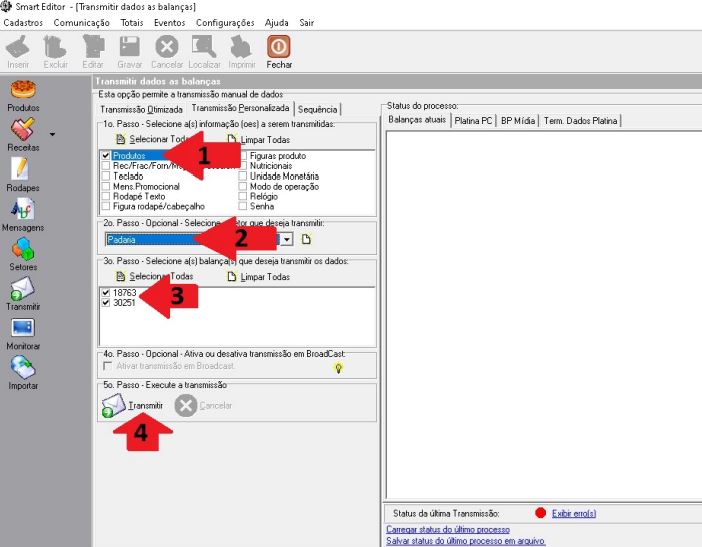 Smart Editor - [Transmitir dados as balanças]
Cadastros Comunicação Totais Eventos Configurações Ajuda Sair
Inserir Excluir Editar Gravar Cancelar Localizar Imprimir Fechar
Transmitir dados as balanças
Produtos
Receitas
Rodapes
Mensagens
Setores
Transmitir
Monitorar
Importar
Esta opção permite a transmissão manual de dados
Transmissão Otimizada Transmissão Personalizada Sequência
1o. Passo - Selecione a(s) informação (oes) a serem transmitidas:
Selecionar Todas Limpar Todas
Produtos
Rec/Frac/Forn/
Teclado
Mens.Promocional
Rodapé Texto
Figura rodapé/cabeçalho
Figuras produto
Nutricionais
Unidade Monetária
Modo de operação
Relógio
Senha
1
2o. Passo - Opcional - Selecione setor que deseja transmitir:
Padaria
2
3o. Passo - Selecione a(s) balança(s) que deseja transmitir os dados:
Selecionar Todas Limpar Todas
18763
30251
3
4o. Passo - Opcional - Ativa ou desativa transmissão em BroadCast:
Ativar transmissão em Broadcast.
5o. Passo - Execute a transmissão
Transmitir Cancelar
4
Status do processo:
Balanças atuais Platina PC BP Mídia Term. Dados Platina
Status da última Transmissão: Exibir erro(s)
Carregar status do último processo
Salvar status do último processo em arquivo